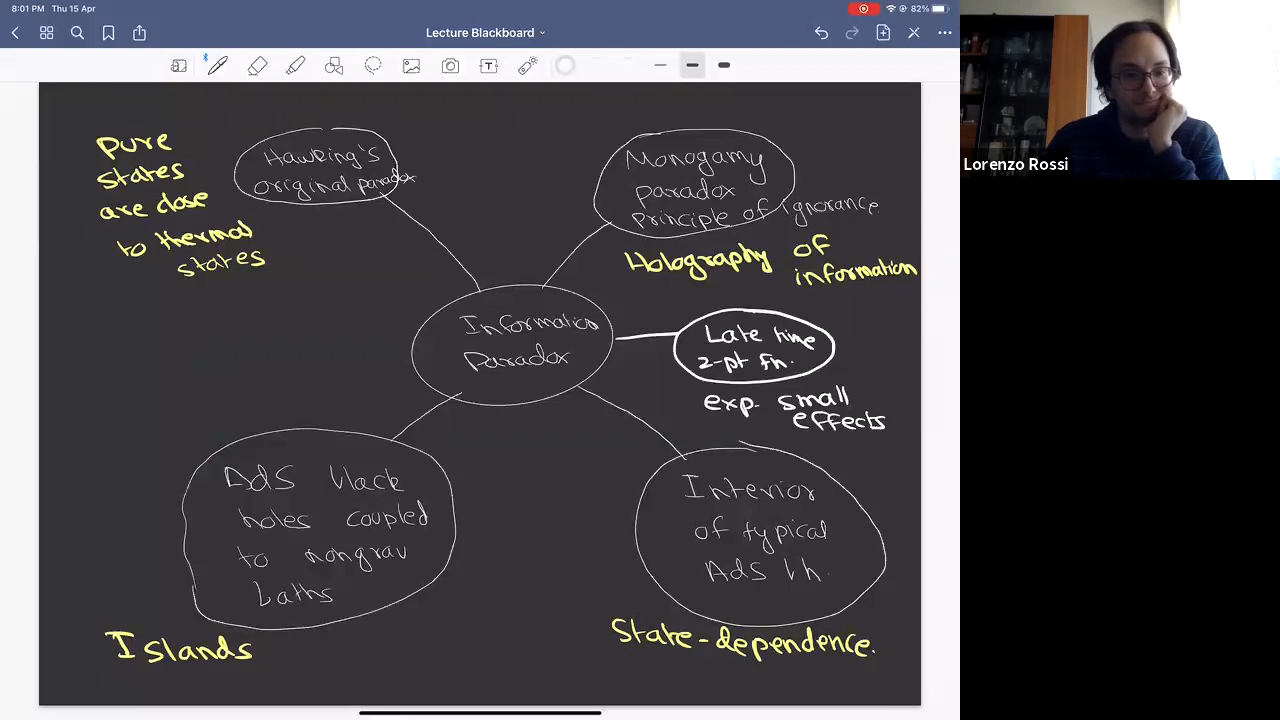 8:01 PM Thu 15 Apr
82%
Lecture Blackboard
T
Lorenzo Rossi
pure
states
are close
to thermal
states
Hawking's
original paradox
Monogamy
paradox
principle of ignorance
Holography of
information
Information
Paradox
Late time
2-pt fn.
exp. small
effects
AdS black
holes coupled
to nongrav
baths
Islands
Interior
of typical
AdS bh.
State-dependence.